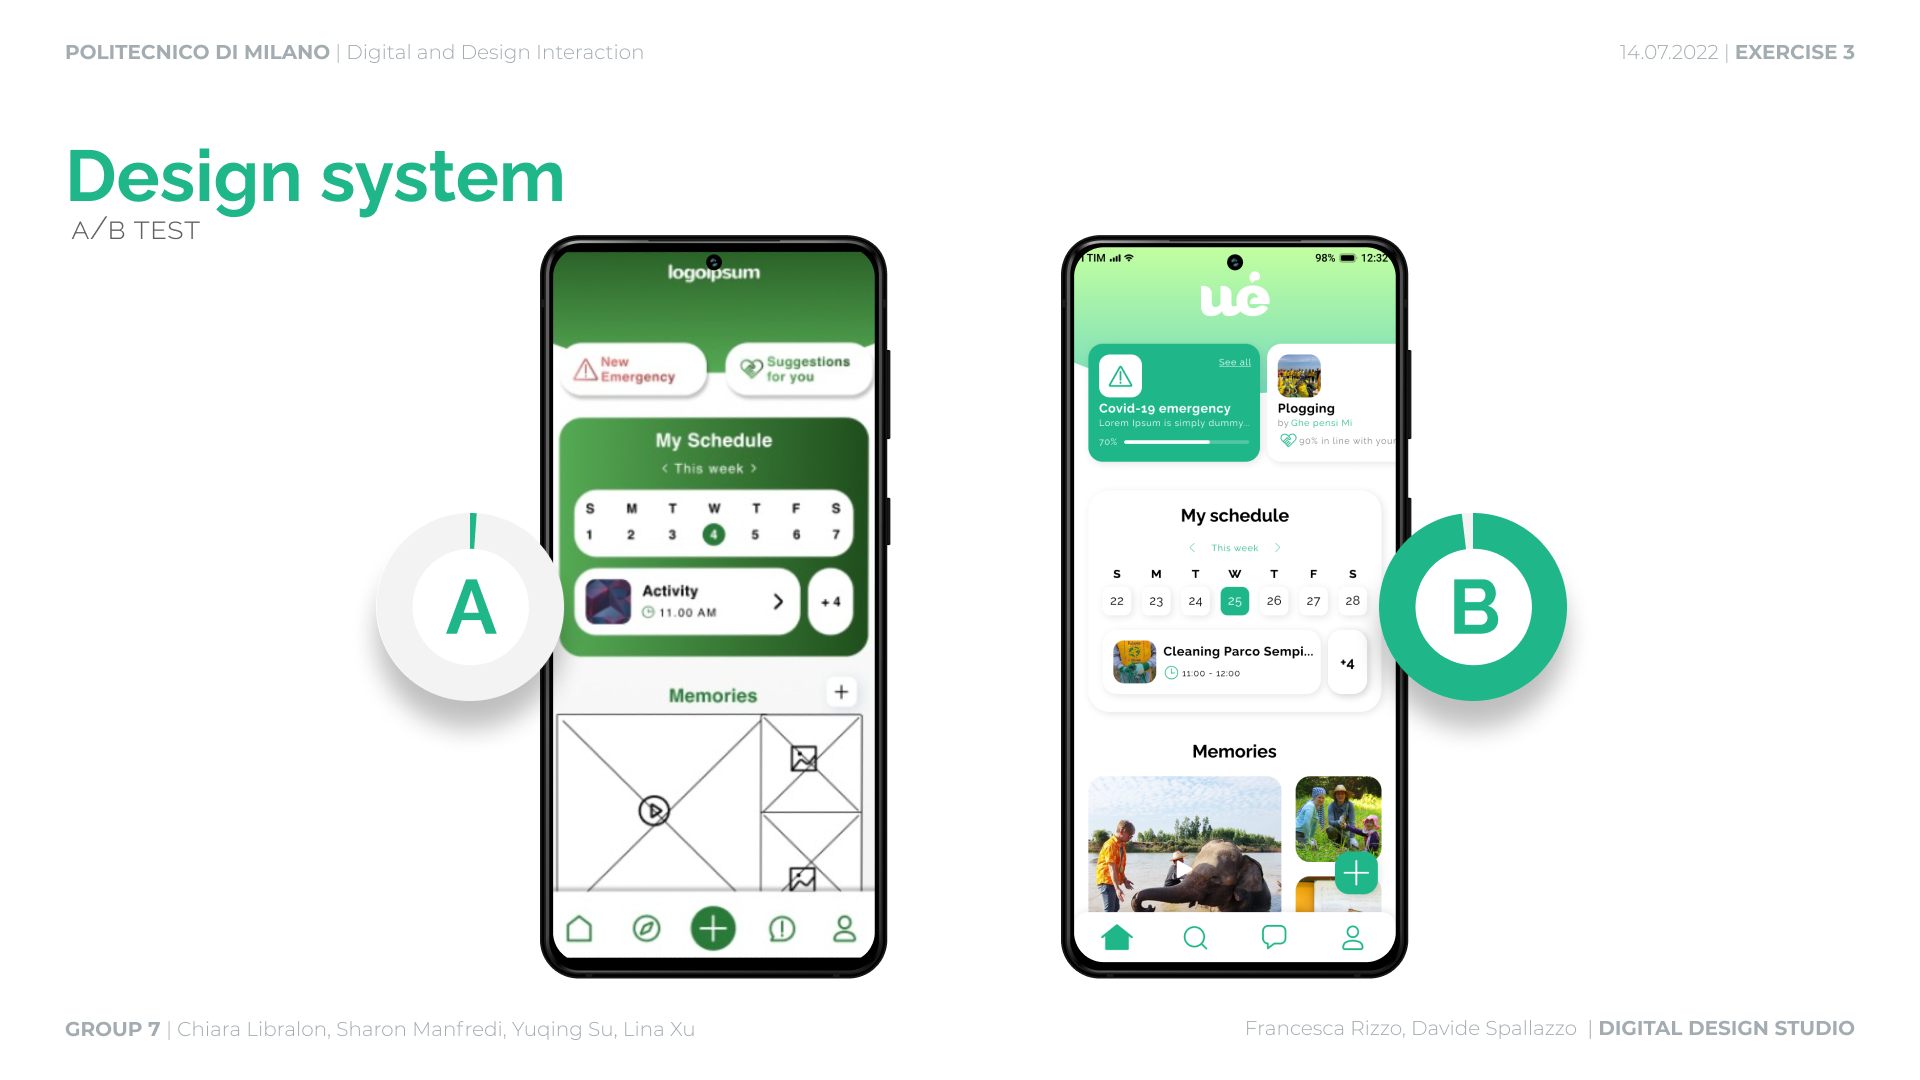 POLITECNICO DI MILANO | Digital and Design Interaction
14.07.2022 | EXERCISE 3
Design system
A/B TEST
logoipsum
New
Emergency
Suggestions
for you
My Schedule
< This week >
S M T W T F S
1 2 3 4 5 6 7
Activity
11.00 AM
+ 4
Memories
A
TIM
98% 12:32
uė
See all
Covid-19 emergency
Lorem Ipsum is simply dummy...
70%
Plogging
by Ghe pensi Mi
90% in line with your
My schedule
< This week >
S M T W T F S
22 23 24 25 26 27 28
Cleaning Parco Sempi...
11:00 - 12:00
+4
Memories
B
GROUP 7 | Chiara Libralon, Sharon Manfredi, Yuqing Su, Lina Xu
Francesca Rizzo, Davide Spallazzo | DIGITAL DESIGN STUDIO